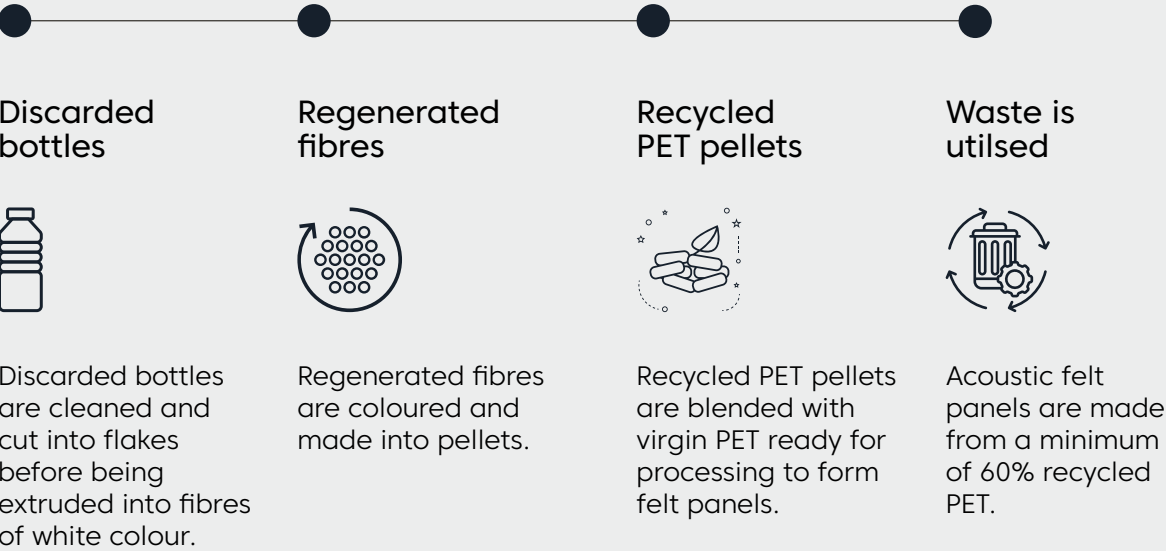 Discarded
bottles
Regenerated
fibres
Recycled
PET pellets
Waste is
utilsed
Discarded bottles
are cleaned and
cut into flakes
before being
extruded into fibres
of white colour.
Regenerated fibres
are coloured and
made into pellets.
Recycled PET pellets
are blended with
virgin PET ready for
processing to form
felt panels.
Acoustic felt
panels are made
from a minimum
of 60% recycled
PET.